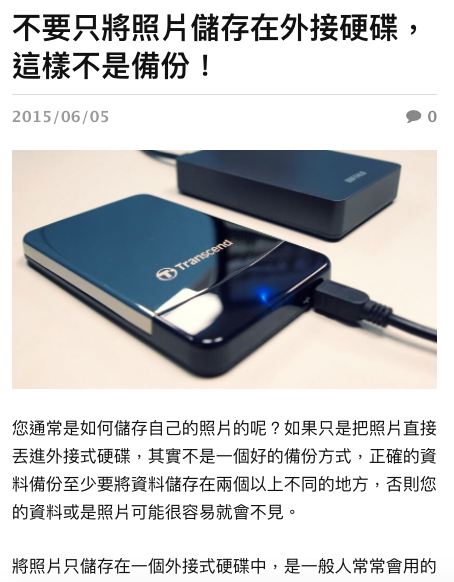 不要只將照片儲存在外接硬碟，
這樣不是備份！
2015/06/05
0
BUFFALO
Transcend
您通常是如何儲存自己的照片的呢？如果只是把照片直接
丟進外接式硬碟，其實不是一個好的備份方式，正確的資
料備份至少要將資料儲存在兩個以上不同的地方，否則您
的資料或是照片可能很容易就會不見。
將照片只儲存在一個外接式硬碟中，是一般人常常會用的